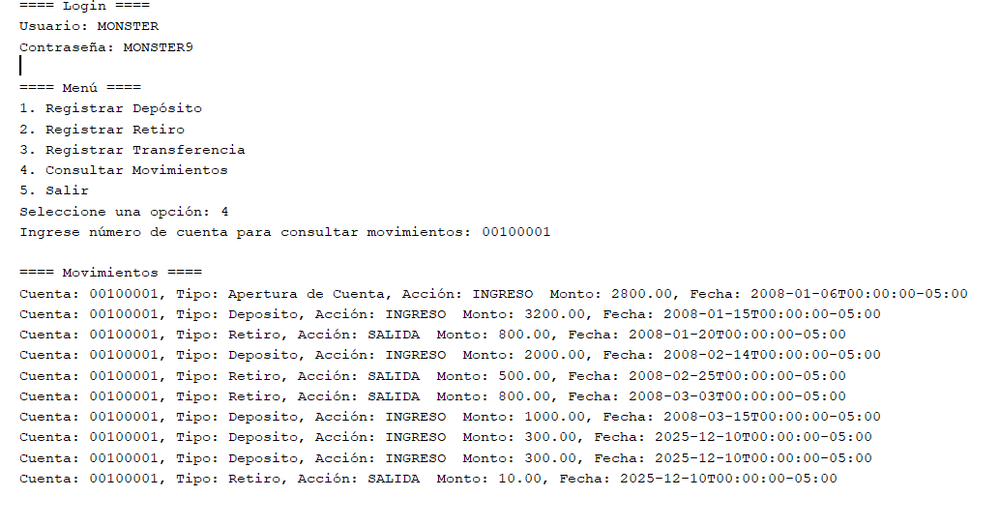 ==== Login ====
Usuario: MONSTER
Contraseña: MONSTER9
==== Menú ====
1. Registrar Depósito
2. Registrar Retiro
3. Registrar Transferencia
4. Consultar Movimientos
5. Salir
Seleccione una opción: 4
Ingrese número de cuenta para consultar movimientos: 00100001
==== Movimientos ====
Cuenta: 00100001, Tipo: Apertura de Cuenta, Acción: INGRESO  Monto: 2800.00, Fecha: 2008-01-06T00:00:00-05:00
Cuenta: 00100001, Tipo: Deposito, Acción: INGRESO  Monto: 3200.00, Fecha: 2008-01-15T00:00:00-05:00
Cuenta: 00100001, Tipo: Retiro, Acción: SALIDA  Monto: 800.00, Fecha: 2008-01-20T00:00:00-05:00
Cuenta: 00100001, Tipo: Deposito, Acción: INGRESO  Monto: 2000.00, Fecha: 2008-02-14T00:00:00-05:00
Cuenta: 00100001, Tipo: Retiro, Acción: SALIDA  Monto: 500.00, Fecha: 2008-02-25T00:00:00-05:00
Cuenta: 00100001, Tipo: Retiro, Acción: SALIDA  Monto: 800.00, Fecha: 2008-03-03T00:00:00-05:00
Cuenta: 00100001, Tipo: Deposito, Acción: INGRESO  Monto: 1000.00, Fecha: 2008-03-15T00:00:00-05:00
Cuenta: 00100001, Tipo: Deposito, Acción: INGRESO  Monto: 300.00, Fecha: 2025-12-10T00:00:00-05:00
Cuenta: 00100001, Tipo: Deposito, Acción: INGRESO  Monto: 300.00, Fecha: 2025-12-10T00:00:00-05:00
Cuenta: 00100001, Tipo: Retiro, Acción: SALIDA  Monto: 10.00, Fecha: 2025-12-10T00:00:00-05:00